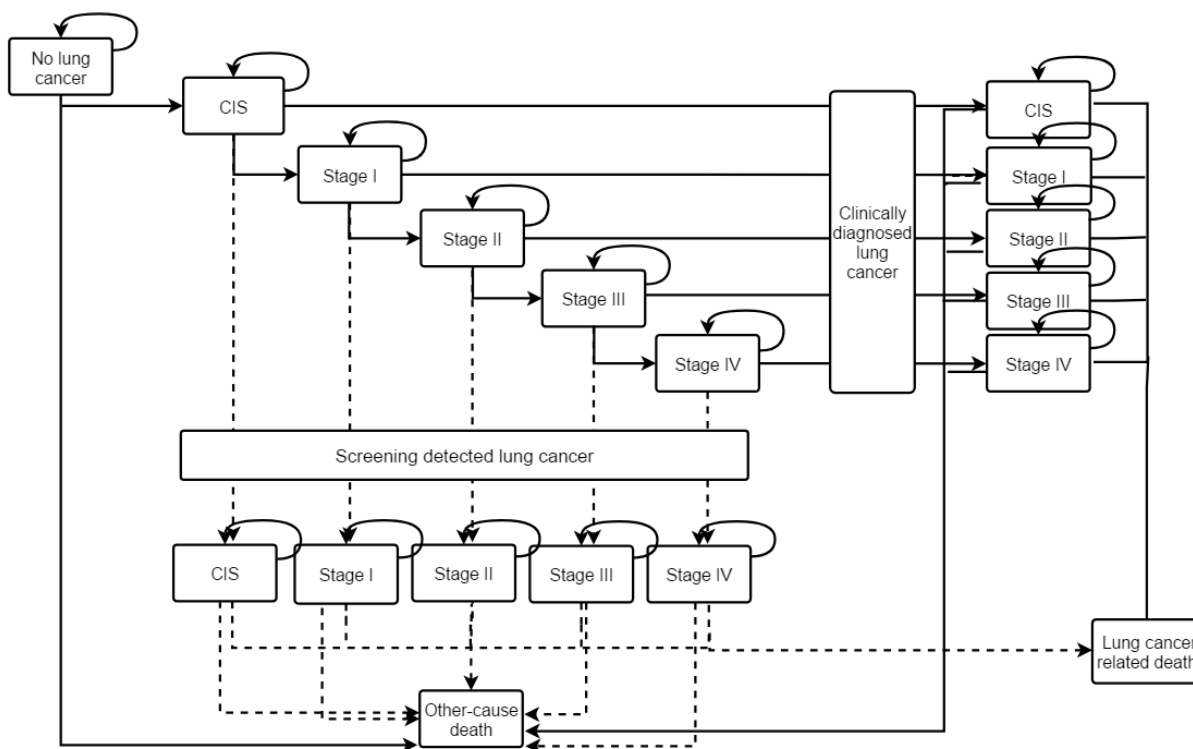 No lung
cancer
CIS
CIS
Stage I
Stage I
Stage II
Stage II
Clinically
diagnosed
lung
cancer
Stage III
Stage III
Stage IV
Stage IV
Screening detected lung cancer
CIS
Stage I
Stage II
Stage III
Stage IV
Lung cancer
related death
Other-cause
death